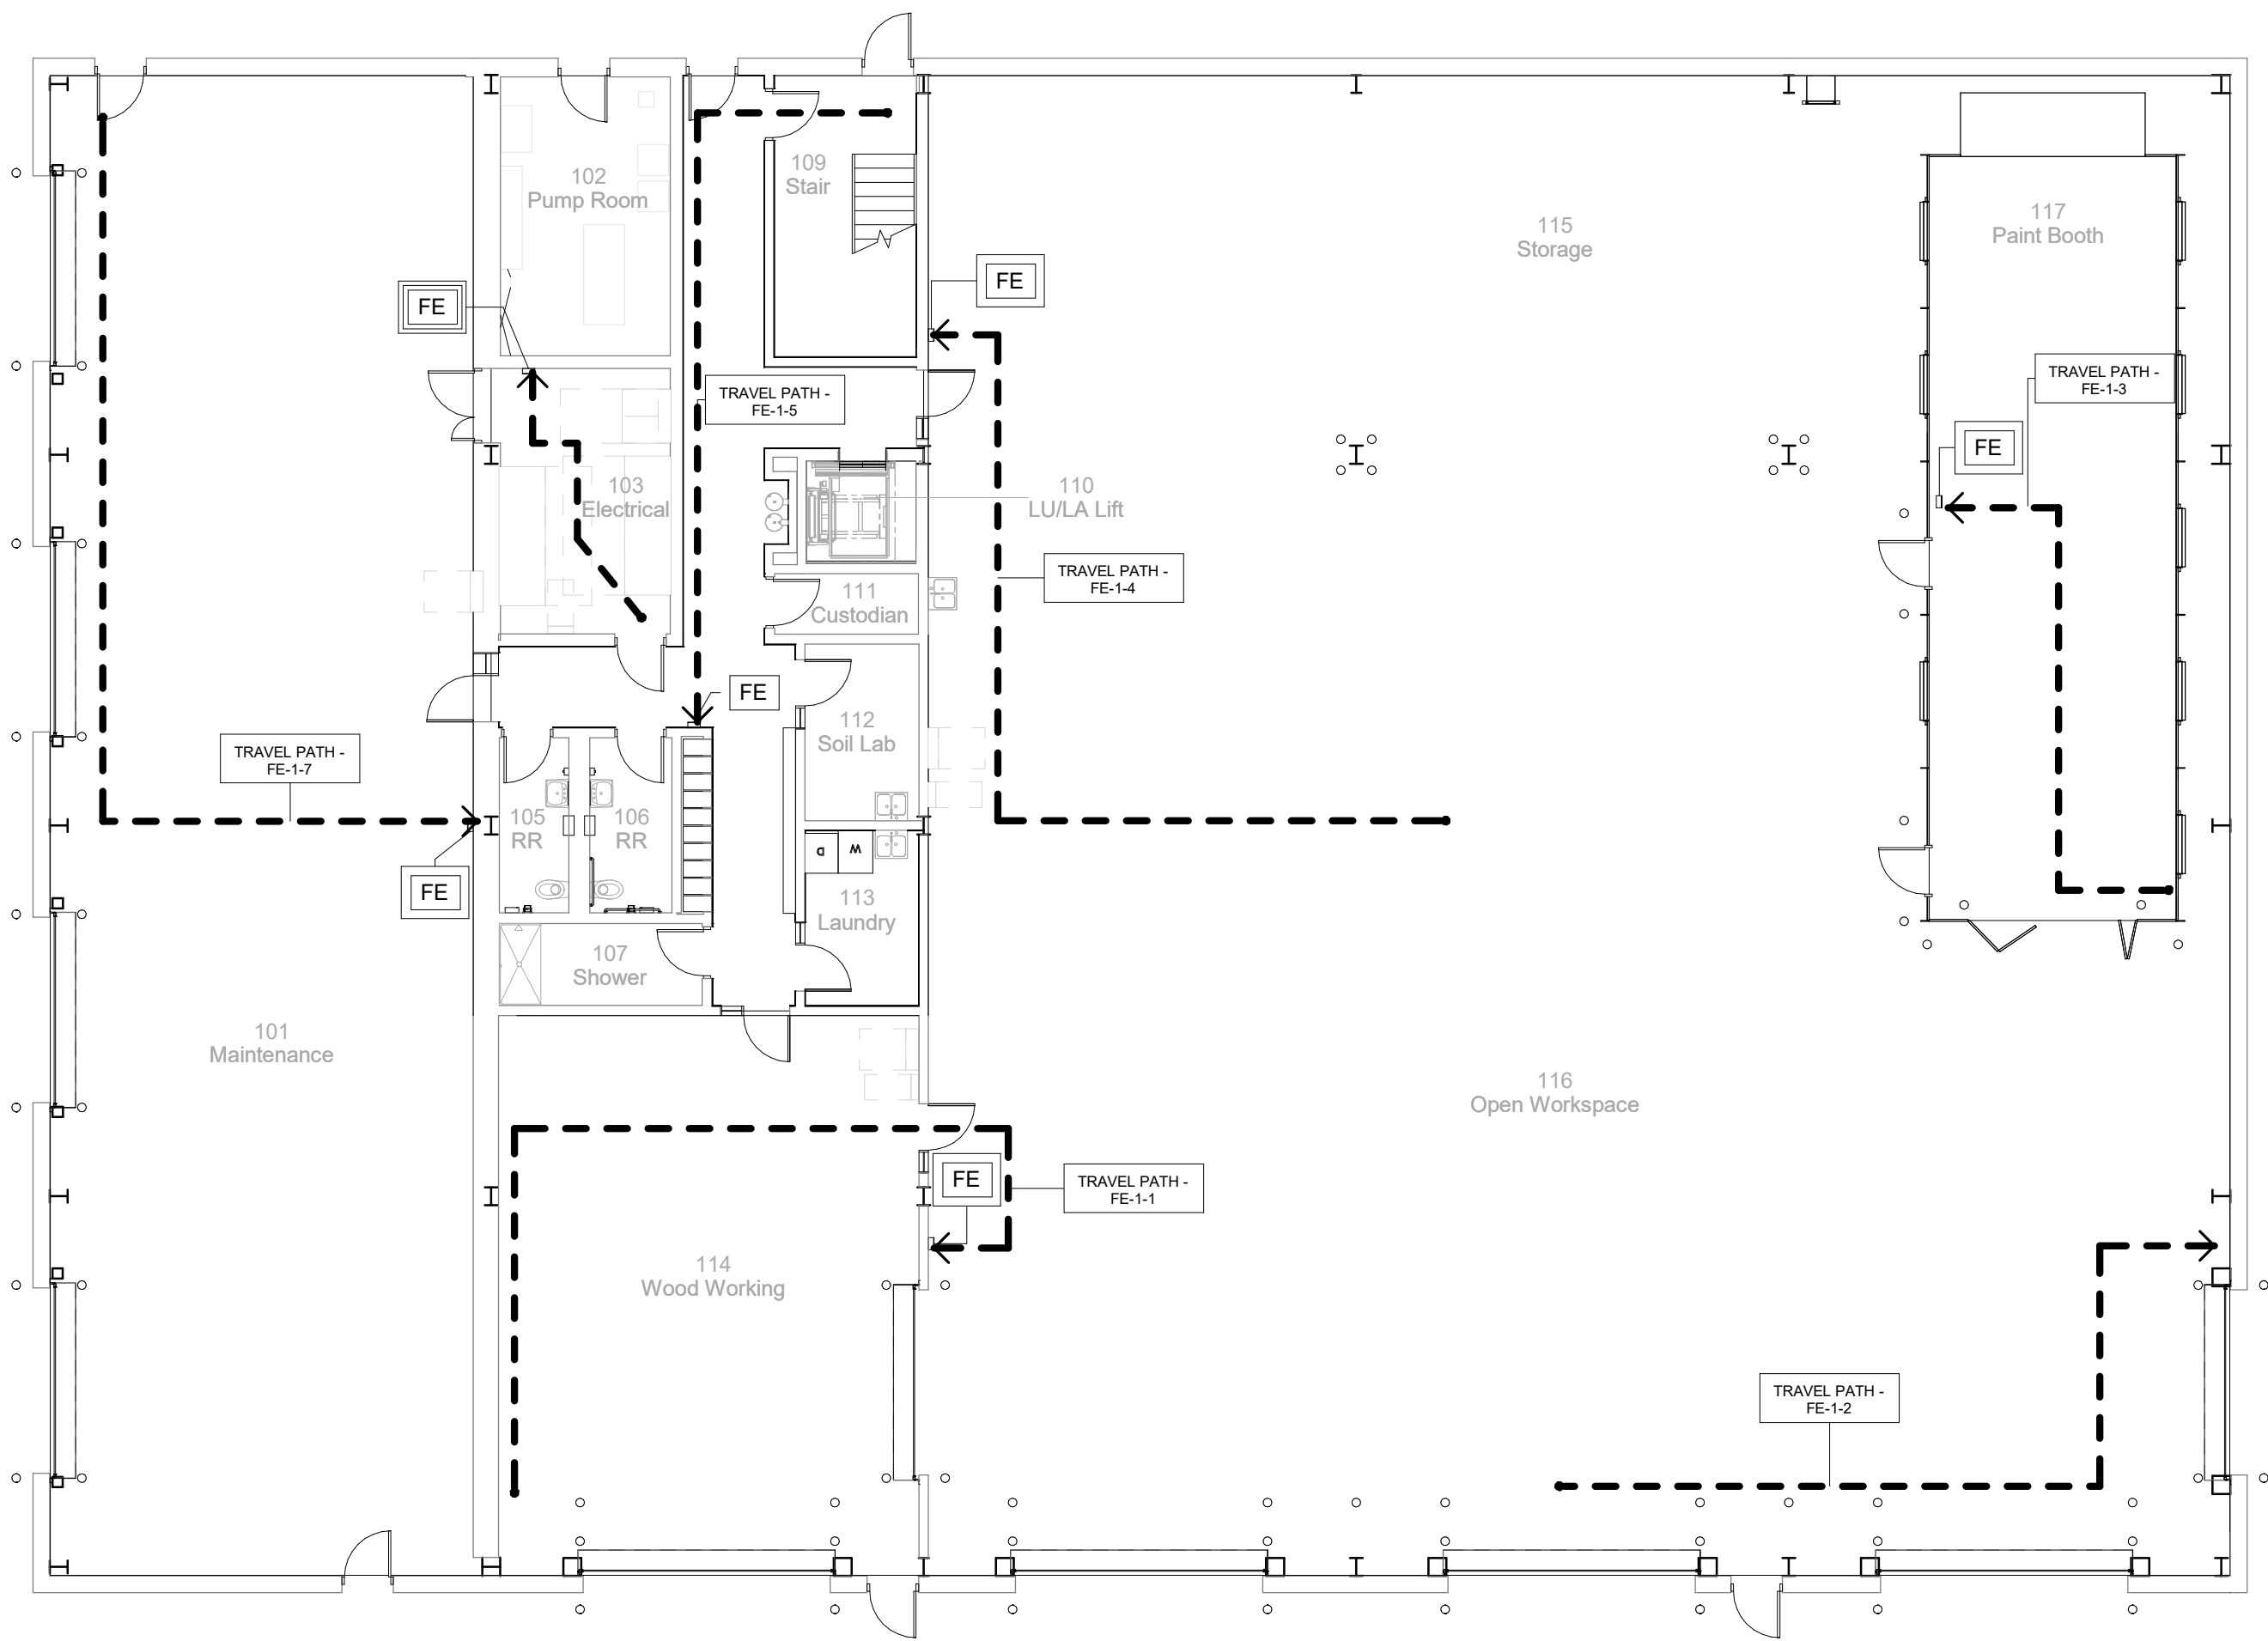 102
Pump Room
109
Stair
115
Storage
117
Paint Booth
FE
FE
TRAVEL PATH -
FE-1-5
TRAVEL PATH -
FE-1-3
FE
103
Electrical
110
LU/LA Lift
TRAVEL PATH -
FE-1-4
111
Custodian
FE
112
Soil Lab
TRAVEL PATH -
FE-1-7
105
RR
106
RR
D
W
FE
113
Laundry
107
Shower
101
Maintenance
116
Open Workspace
FE
TRAVEL PATH -
FE-1-1
114
Wood Working
TRAVEL PATH -
FE-1-2